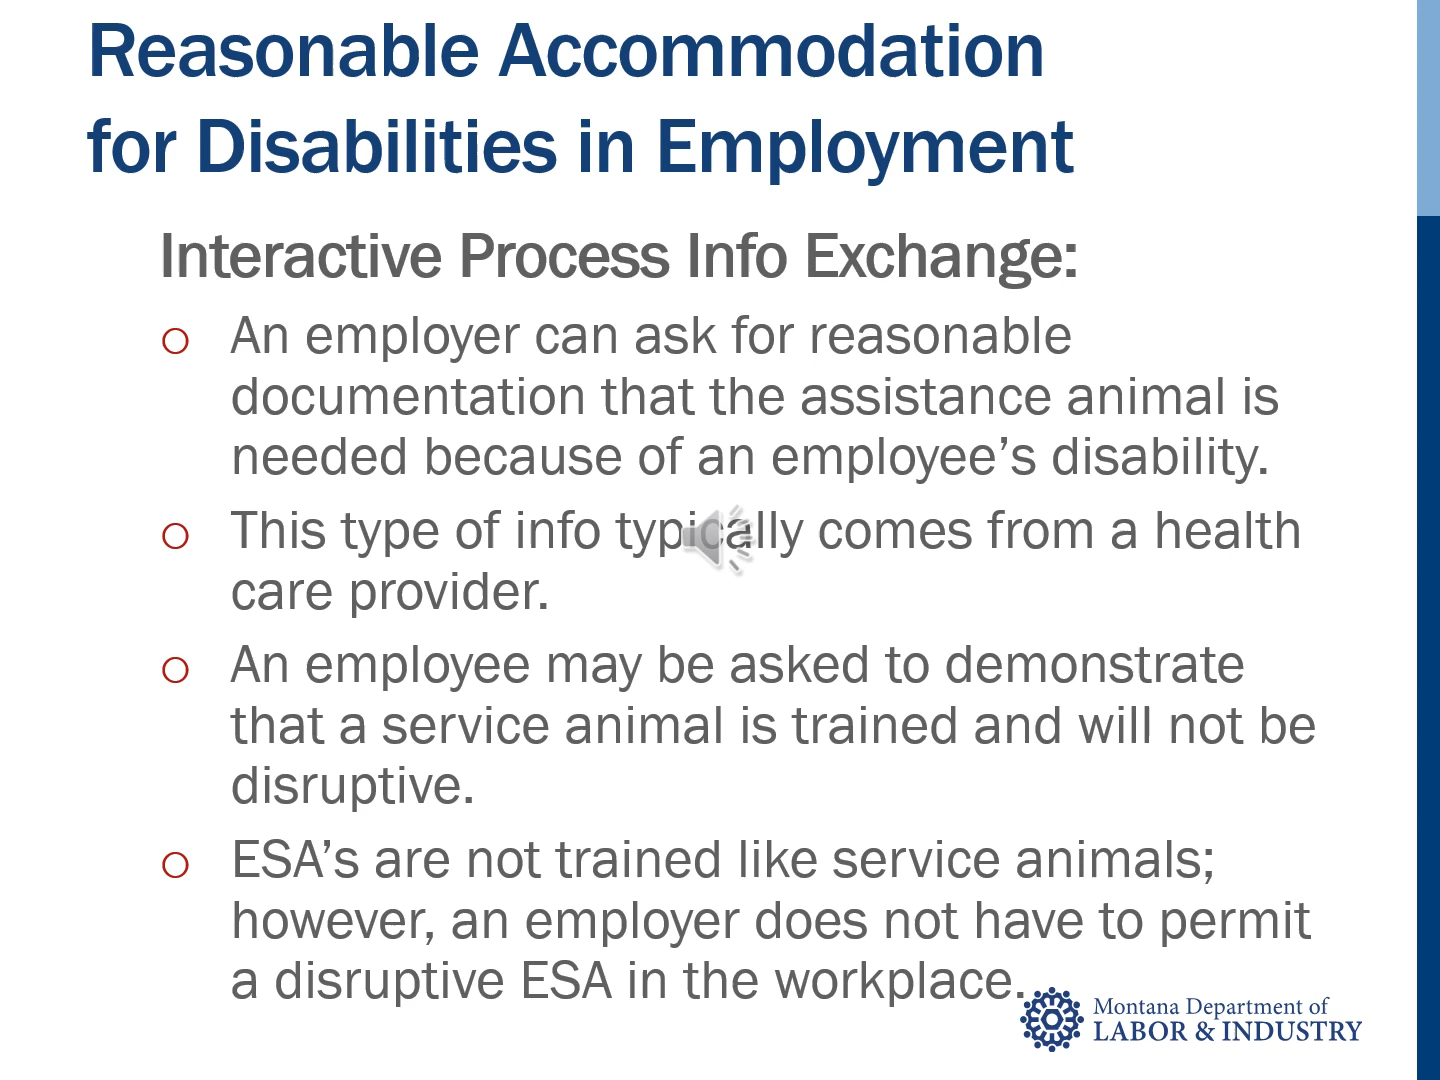 Reasonable Accommodation
for Disabilities in Employment
Interactive Process Info Exchange:
o An employer can ask for reasonable
documentation that the assistance animal is
needed because of an employee’s disability.
o This type of info typically comes from a health
care provider.
o An employee may be asked to demonstrate
that a service animal is trained and will not be
disruptive.
o ESA’s are not trained like service animals;
however, an employer does not have to permit
a disruptive ESA in the workplace.
Montana Department of
LABOR & INDUSTRY